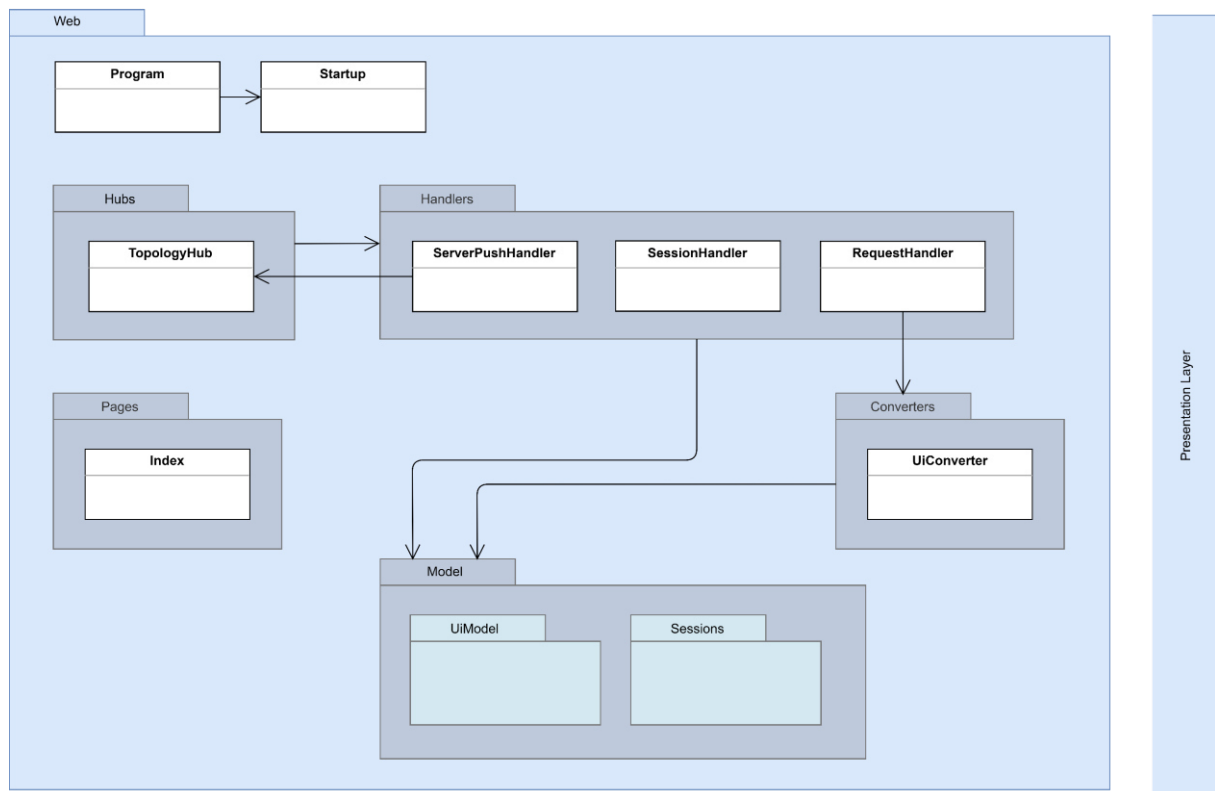 Web
Program
Startup
Hubs
Handlers
TopologyHub
ServerPushHandler
SessionHandler
RequestHandler
Pages
Converters
Index
UiConverter
Model
UiModel
Sessions
Presentation Layer